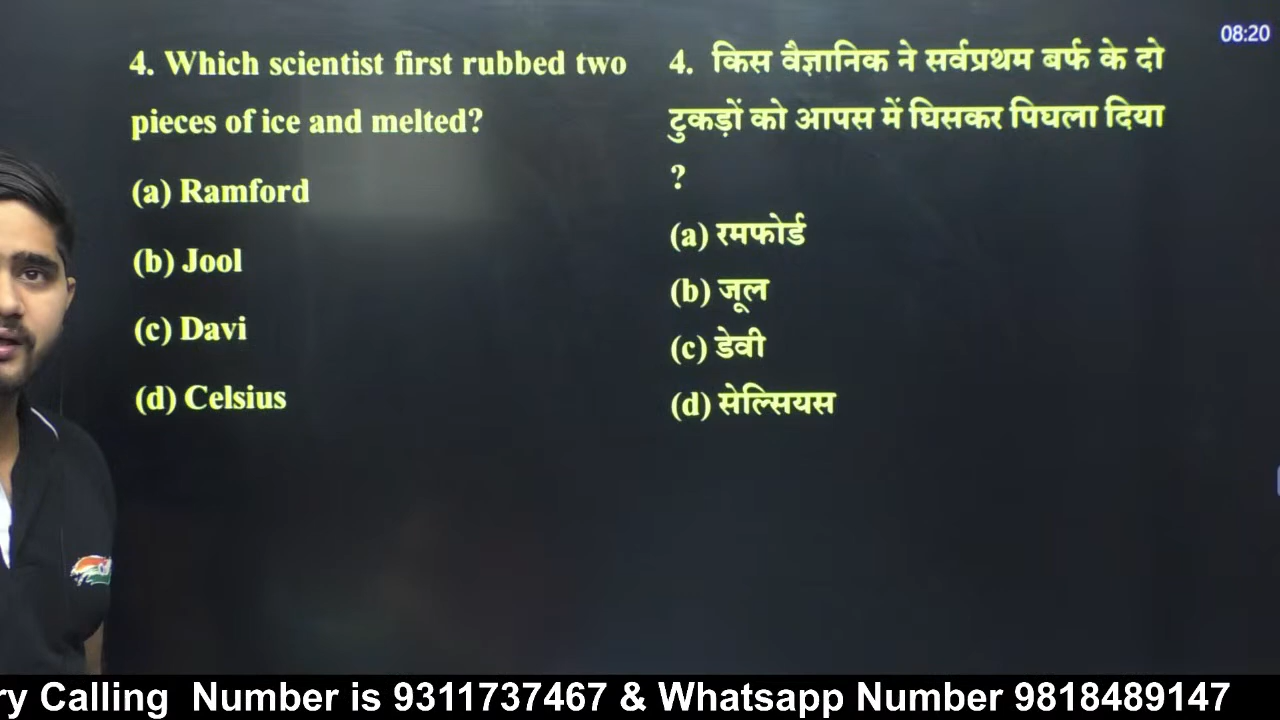 08:20
4. Which scientist first rubbed two
pieces of ice and melted?
(a) Ramford
(b) Jool
(c) Davi
(d) Celsius
4. किस वैज्ञानिक ने सर्वप्रथम बर्फ के दो
टुकड़ों को आपस में घिसकर पिघला दिया
?
(a) रमफोर्ड
(b) जूल
(c) डेवी
(d) सेल्सियस
ry Calling Number is 9311737467 & Whatsapp Number 9818489147